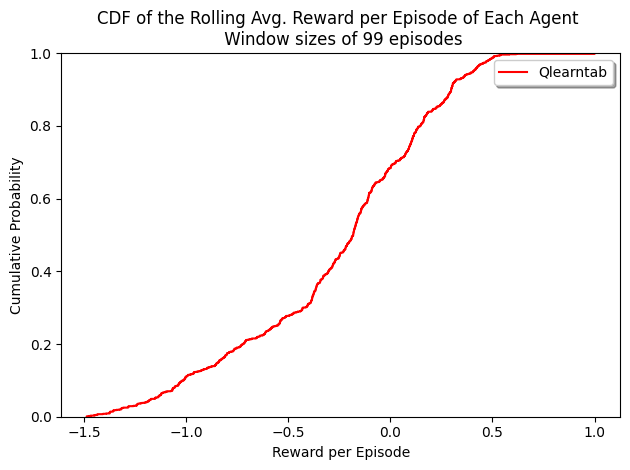 CDF of the Rolling Avg. Reward per Episode of Each Agent
Window sizes of 99 episodes
Qlearntab
Cumulative Probability
1.0
0.8
0.6
0.4
0.2
0.0
−1.5
−1.0
−0.5
0.0
0.5
1.0
Reward per Episode